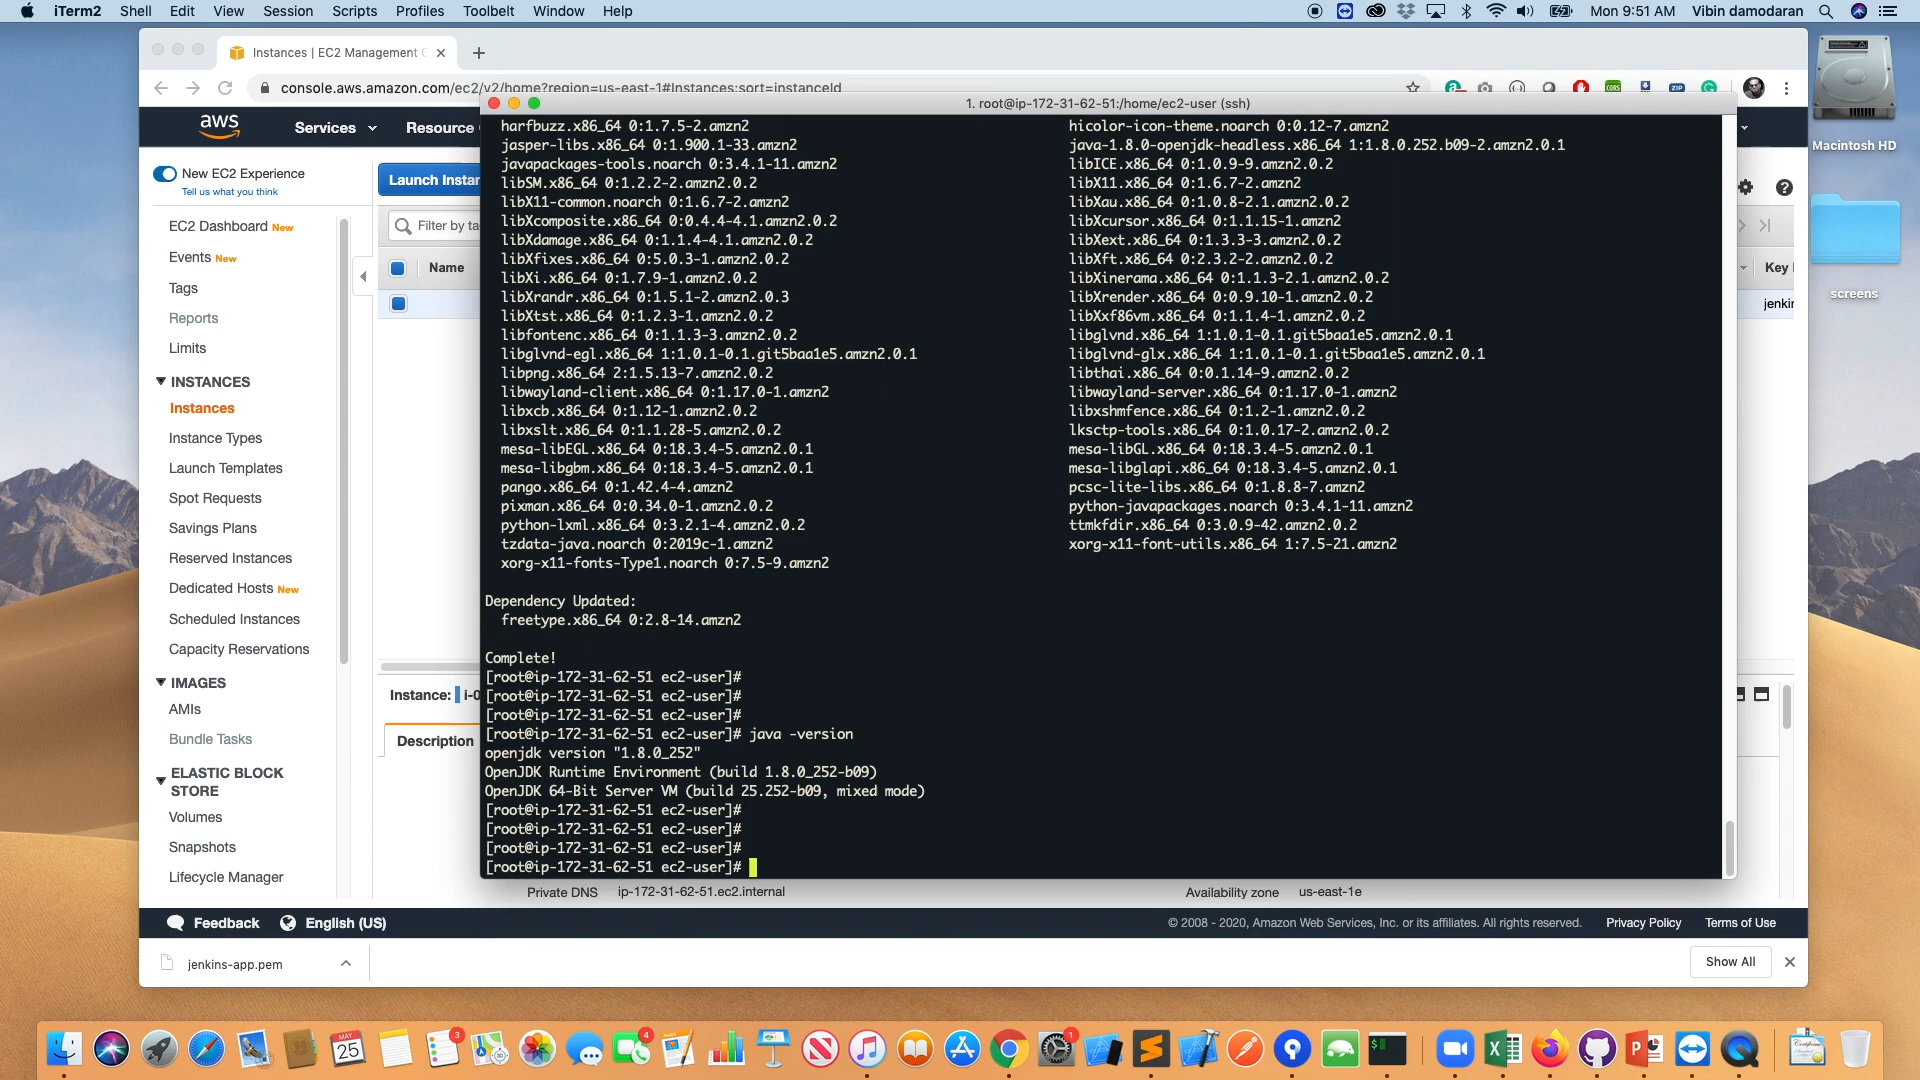 iTerm2 Shell Edit View Session Scripts Profiles Toolbelt Window Help
Mon 9:51 AM Vibin damodaran
Instances | EC2 Management
console.aws.amazon.com/ec2/v2/home?region=us-east-1#Instances:sort=instanceId
1. root@ip-172-31-62-51:/home/ec2-user (ssh)
aws Services Resource
New EC2 Experience
Tell us what you think
EC2 Dashboard New
Events New
Tags
Reports
Limits
INSTANCES
Instances
Instance Types
Launch Templates
Spot Requests
Savings Plans
Reserved Instances
Dedicated Hosts New
Scheduled Instances
Capacity Reservations
IMAGES
AMIs
Bundle Tasks
ELASTIC BLOCK
STORE
Volumes
Snapshots
Lifecycle Manager
Launch Instan
Filter by ta
Name
Key
jenkin
Instance: i-0
Description
harfbuzz.x86_64 0:1.7.5-2.amzn2 hicolor-icon-theme.noarch 0:0.12-7.amzn2
jasper-libs.x86_64 0:1.900.1-33.amzn2 java-1.8.0-openjdk-headless.x86_64 1:1.8.0.252.b09-2.amzn2.0.1
javapackages-tools.noarch 0:3.4.1-11.amzn2 libICE.x86_64 0:1.0.9-9.amzn2.0.2
libSM.x86_64 0:1.2.2-2.amzn2.0.2 libX11.x86_64 0:1.6.7-2.amzn2
libX11-common.noarch 0:1.6.7-2.amzn2 libXau.x86_64 0:1.0.8-2.1.amzn2.0.2
libXcomposite.x86_64 0:0.4.4-4.1.amzn2.0.2 libXcursor.x86_64 0:1.1.15-1.amzn2
libXdamage.x86_64 0:1.1.4-4.1.amzn2.0.2 libXext.x86_64 0:1.3.3-3.amzn2.0.2
libXfixes.x86_64 0:5.0.3-1.amzn2.0.2 libXft.x86_64 0:2.3.2-2.amzn2.0.2
libXi.x86_64 0:1.7.9-1.amzn2.0.2 libXinerama.x86_64 0:1.1.3-2.1.amzn2.0.2
libXrandr.x86_64 0:1.5.1-2.amzn2.0.3 libXrender.x86_64 0:0.9.10-1.amzn2.0.2
libXtst.x86_64 0:1.2.3-1.amzn2.0.2 libXxf86vm.x86_64 0:1.1.4-1.amzn2.0.2
libfontenc.x86_64 0:1.1.3-3.amzn2.0.2 libglvnd.x86_64 1:1.0.1-0.1.git5baa1e5.amzn2.0.1
libglvnd-egl.x86_64 1:1.0.1-0.1.git5baa1e5.amzn2.0.1 libglvnd-glx.x86_64 1:1.0.1-0.1.git5baa1e5.amzn2.0.1
libpng.x86_64 2:1.5.13-7.amzn2.0.2 libthai.x86_64 0:0.1.14-9.amzn2.0.2
libwayland-client.x86_64 0:1.17.0-1.amzn2 libwayland-server.x86_64 0:1.17.0-1.amzn2
libxcb.x86_64 0:1.12-1.amzn2.0.2 libxshmfence.x86_64 0:1.2-1.amzn2.0.2
libxslt.x86_64 0:1.1.28-5.amzn2.0.2 lksctp-tools.x86_64 0:1.0.17-2.amzn2.0.2
mesa-libEGL.x86_64 0:18.3.4-5.amzn2.0.1 mesa-libGL.x86_64 0:18.3.4-5.amzn2.0.1
mesa-libgbm.x86_64 0:18.3.4-5.amzn2.0.1 mesa-libglapi.x86_64 0:18.3.4-5.amzn2.0.1
pango.x86_64 0:1.42.4-4.amzn2 pcsc-lite-libs.x86_64 0:1.8.8-7.amzn2
pixman.x86_64 0:0.34.0-1.amzn2.0.2 python-javapackages.noarch 0:3.4.1-11.amzn2
python-lxml.x86_64 0:3.2.1-4.amzn2.0.2 ttmkfdir.x86_64 0:3.0.9-42.amzn2.0.2
tzdata-java.noarch 0:2019c-1.amzn2 xorg-x11-font-utils.x86_64 1:7.5-21.amzn2
xorg-x11-fonts-Type1.noarch 0:7.5-9.amzn2
Dependency Updated:
freetype.x86_64 0:2.8-14.amzn2
Complete!
[root@ip-172-31-62-51 ec2-user]#
[root@ip-172-31-62-51 ec2-user]#
[root@ip-172-31-62-51 ec2-user]#
[root@ip-172-31-62-51 ec2-user]# java -version
openjdk version "1.8.0_252"
OpenJDK Runtime Environment (build 1.8.0_252-b09)
OpenJDK 64-Bit Server VM (build 25.252-b09, mixed mode)
[root@ip-172-31-62-51 ec2-user]#
[root@ip-172-31-62-51 ec2-user]#
[root@ip-172-31-62-51 ec2-user]#
[root@ip-172-31-62-51 ec2-user]#
Private DNS ip-172-31-62-51.ec2.internal Availability zone us-east-1e
Feedback English (US) © 2008 - 2020, Amazon Web Services, Inc. or its affiliates. All rights reserved. Privacy Policy Terms of Use
jenkins-app.pem Show All
Macintosh HD
screens
MAY
25
3
4
1